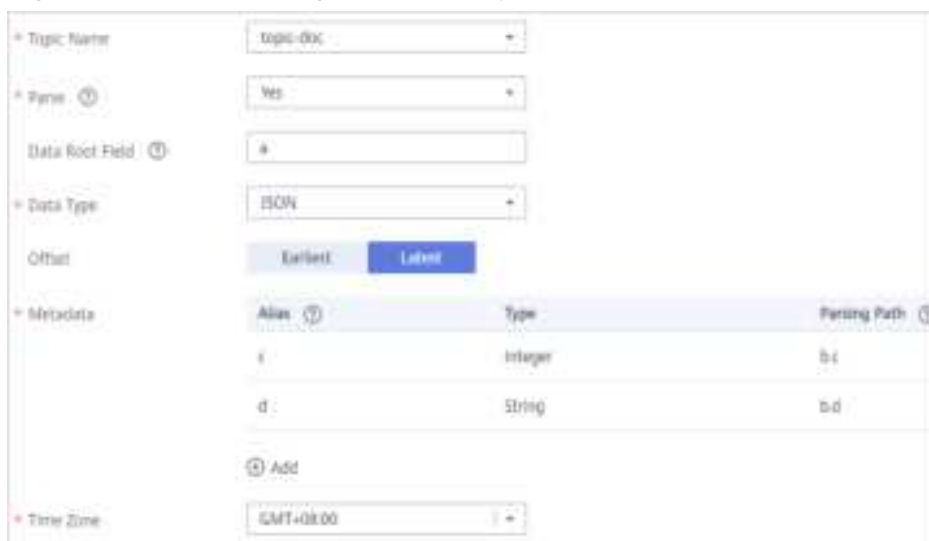 * Topic Name topic-doc
* Parse Yes
Data Root Field a
* Data Type JSON
Offset Earliest Latest
* Metadata Alias Type Parsing Path
c Integer b.c
d String b.d
Add
* Time Zone GMT+08:00